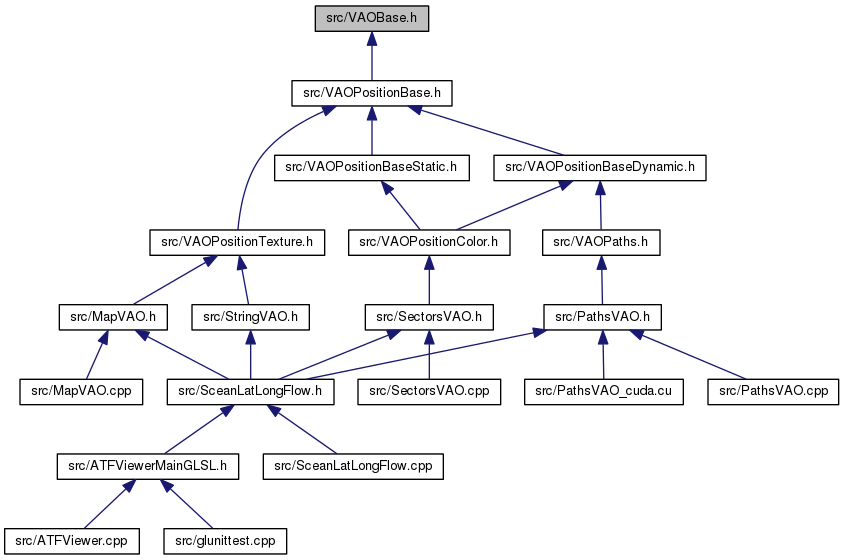 src/VAOBase.h
src/VAOPositionBase.h
src/VAOPositionBaseStatic.h
src/VAOPositionBaseDynamic.h
src/VAOPositionTexture.h
src/VAOPositionColor.h
src/VAOPaths.h
src/MapVAO.h
src/StringVAO.h
src/SectorsVAO.h
src/PathsVAO.h
src/MapVAO.cpp
src/SceanLatLongFlow.h
src/SectorsVAO.cpp
src/PathsVAO_cuda.cu
src/PathsVAO.cpp
src/ATFViewerMainGLSL.h
src/SceanLatLongFlow.cpp
src/ATFViewer.cpp
src/glunittest.cpp